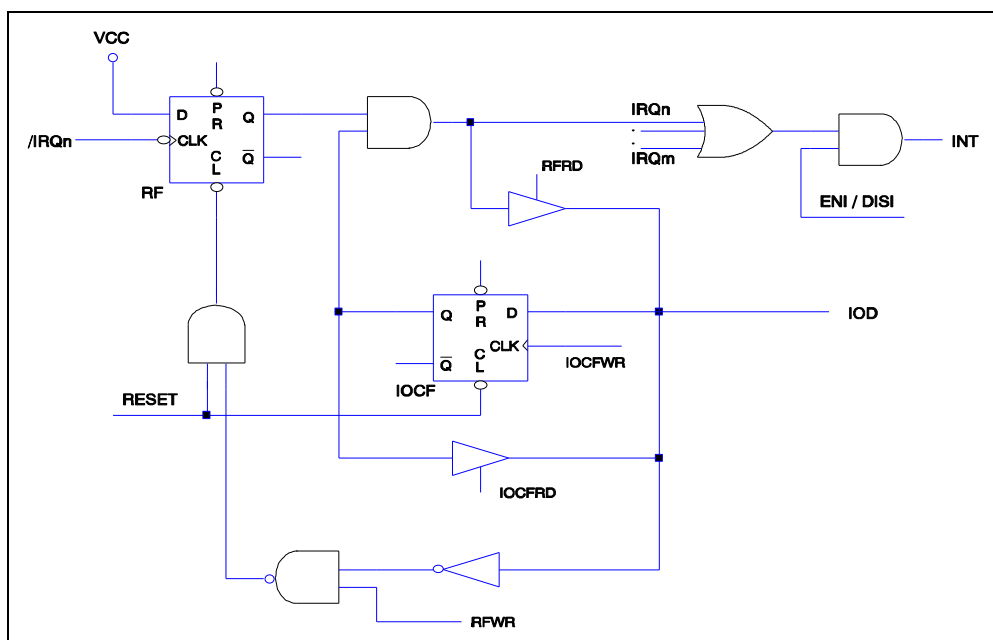 VCC
/IRQn
D
P
R
Q
CLK
C
L
Q
RF
IRQn
IRQm
INT
RFRD
ENI / DISI
Q
P
R
D
CLK
C
L
Q
IOCF
IOCFWR
IOD
RESET
IOCFRD
RFWR